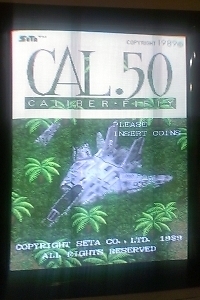 SETA
COPYRIGHT 1989
CAL.50
CALIBER·FIFTY
PLEASE
INSERT COINS
COPYRIGHT SETA CO., LTD. 1989
ALL RIGHTS RESERVED